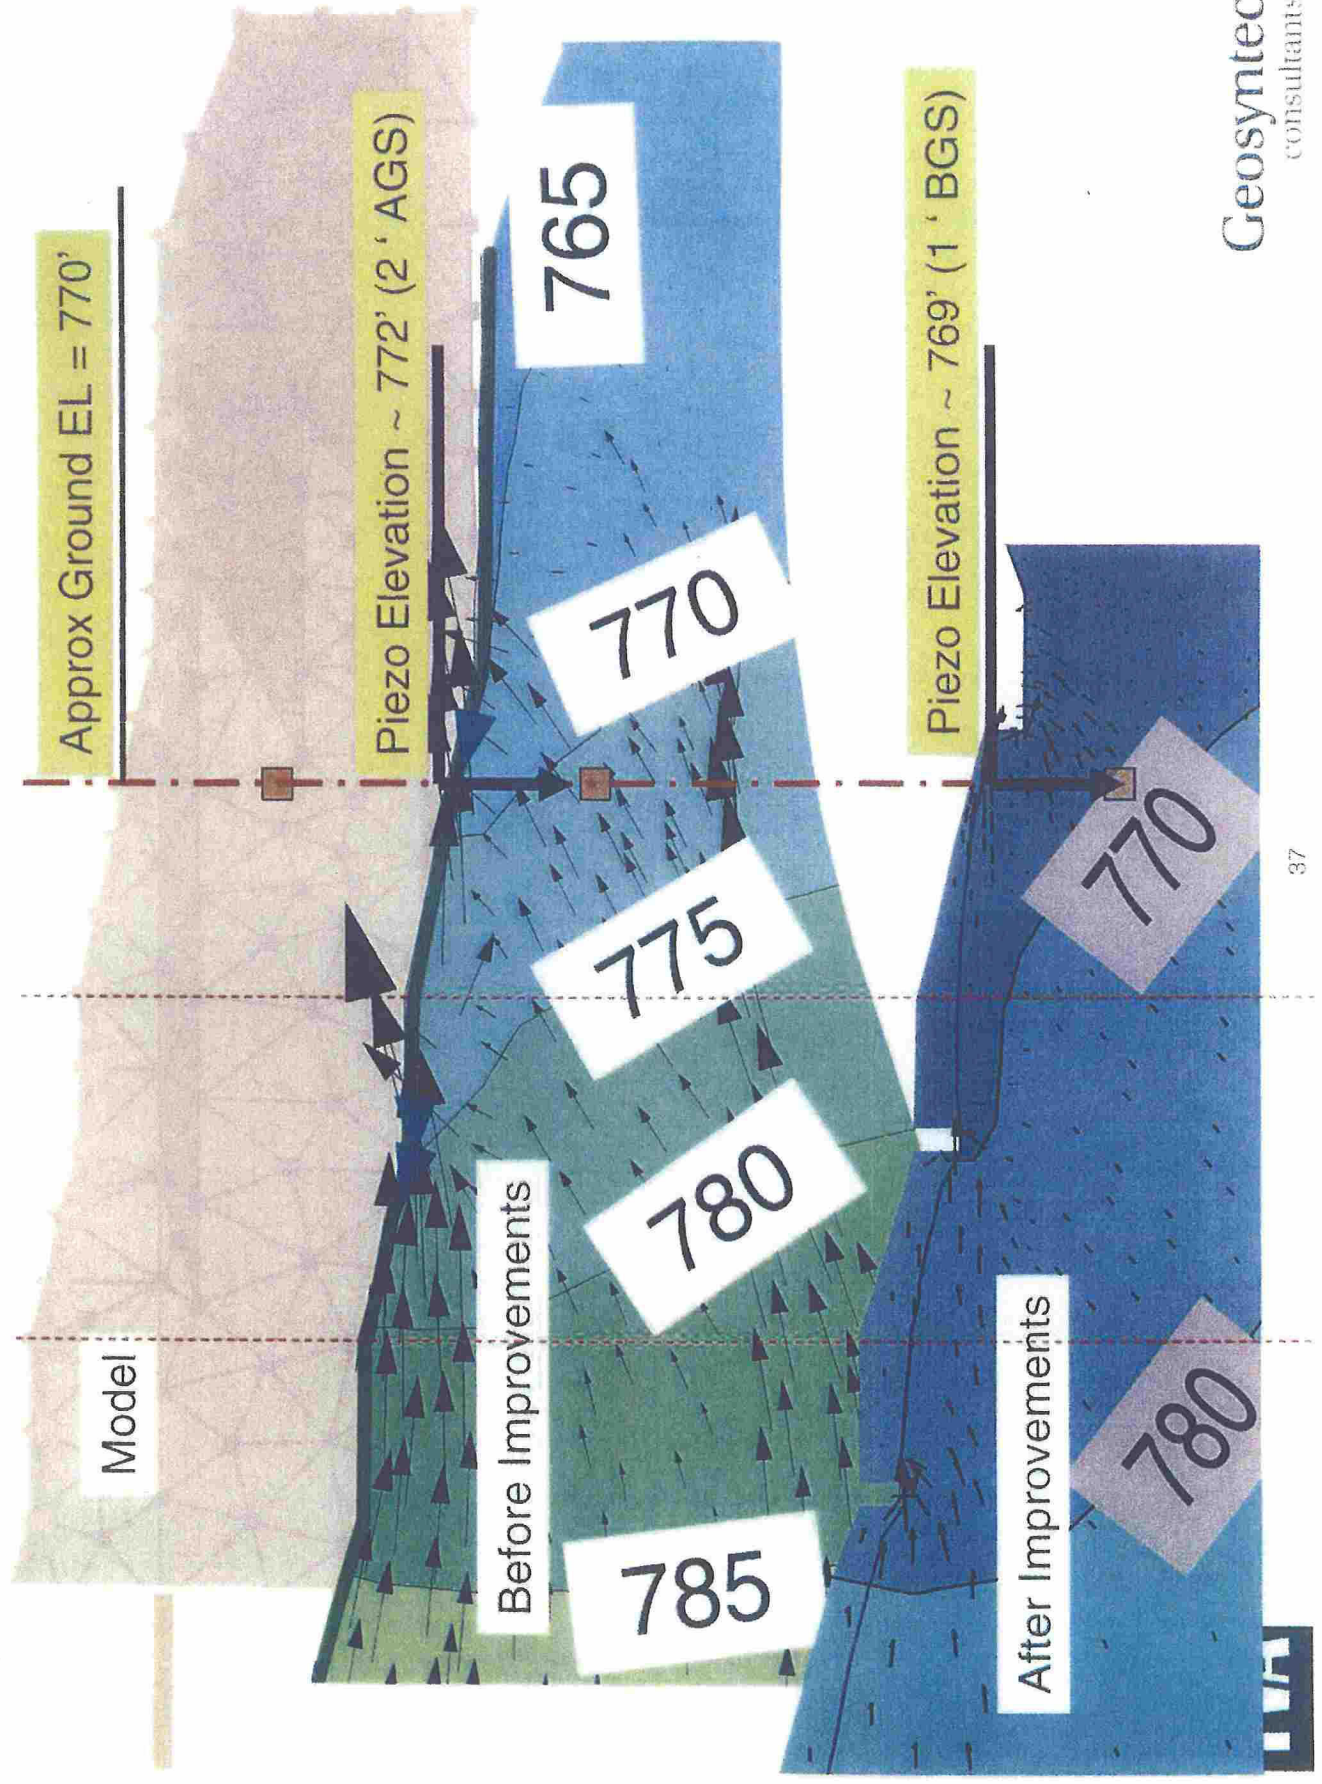 Approx Ground EL = 770'
Model
Piezo Elevation ~ 772' (2 ' AGS)
Before Improvements
785
780
775
770
765
Piezo Elevation ~ 769' (1 ' BGS)
After Improvements
780
770
37
Geosyntec
consultants